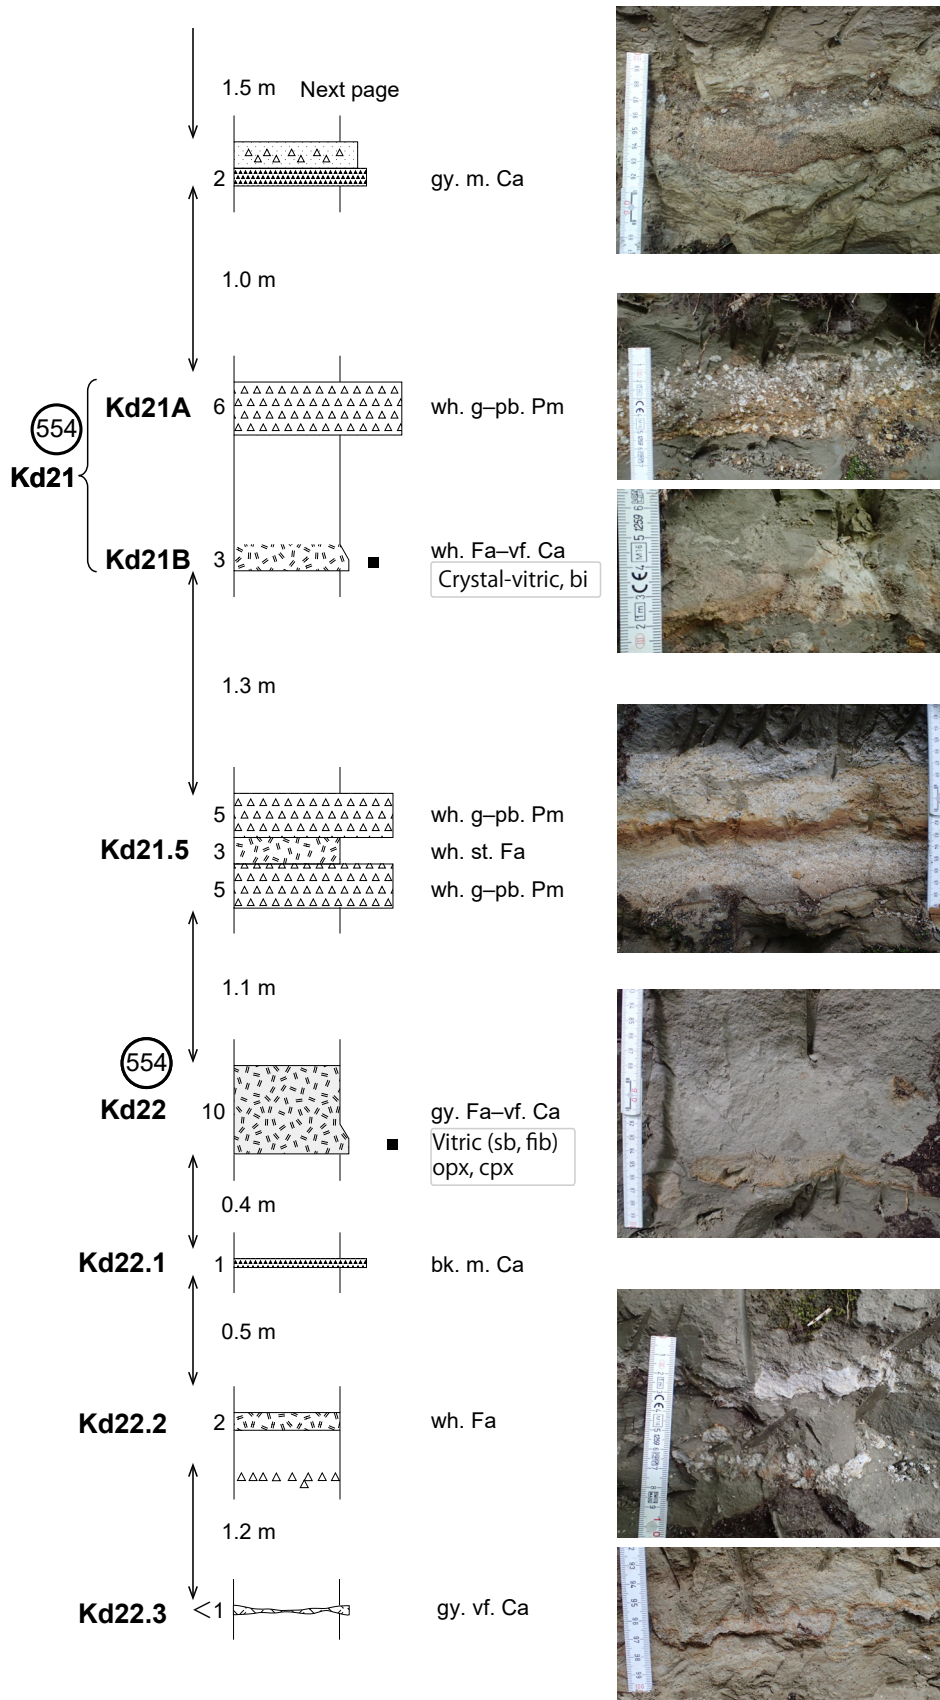 1.5 m Next page
2 gy. m. Ca
1.0 m
Kd21A 6 wh. g–pb. Pm
554
Kd21
Kd21B 3 wh. Fa–vf. Ca
Crystal-vitric, bi
1.3 m
5 wh. g–pb. Pm
Kd21.5 3 wh. st. Fa
5 wh. g–pb. Pm
1.1 m
554
Kd22 10 gy. Fa–vf. Ca
Vitric (sb, fib)
opx, cpx
0.4 m
Kd22.1 1 bk. m. Ca
0.5 m
Kd22.2 2 wh. Fa
1.2 m
Kd22.3 <1 gy. vf. Ca